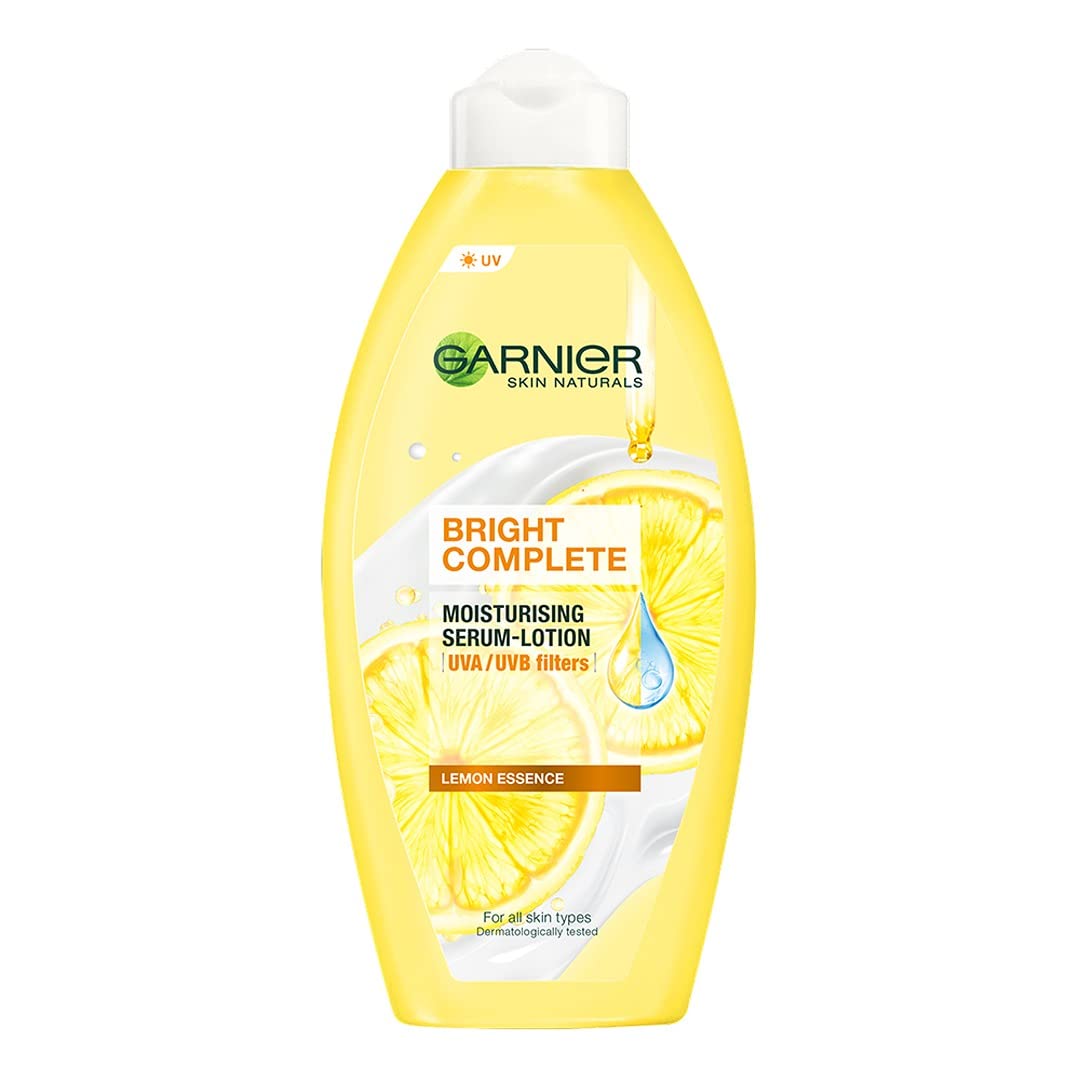 UV
GARNIER
SKIN NATURALS
BRIGHT
COMPLETE
MOISTURISING
SERUM-LOTION
UVA/UVB filters
LEMON ESSENCE
For all skin types
Dermatologically tested